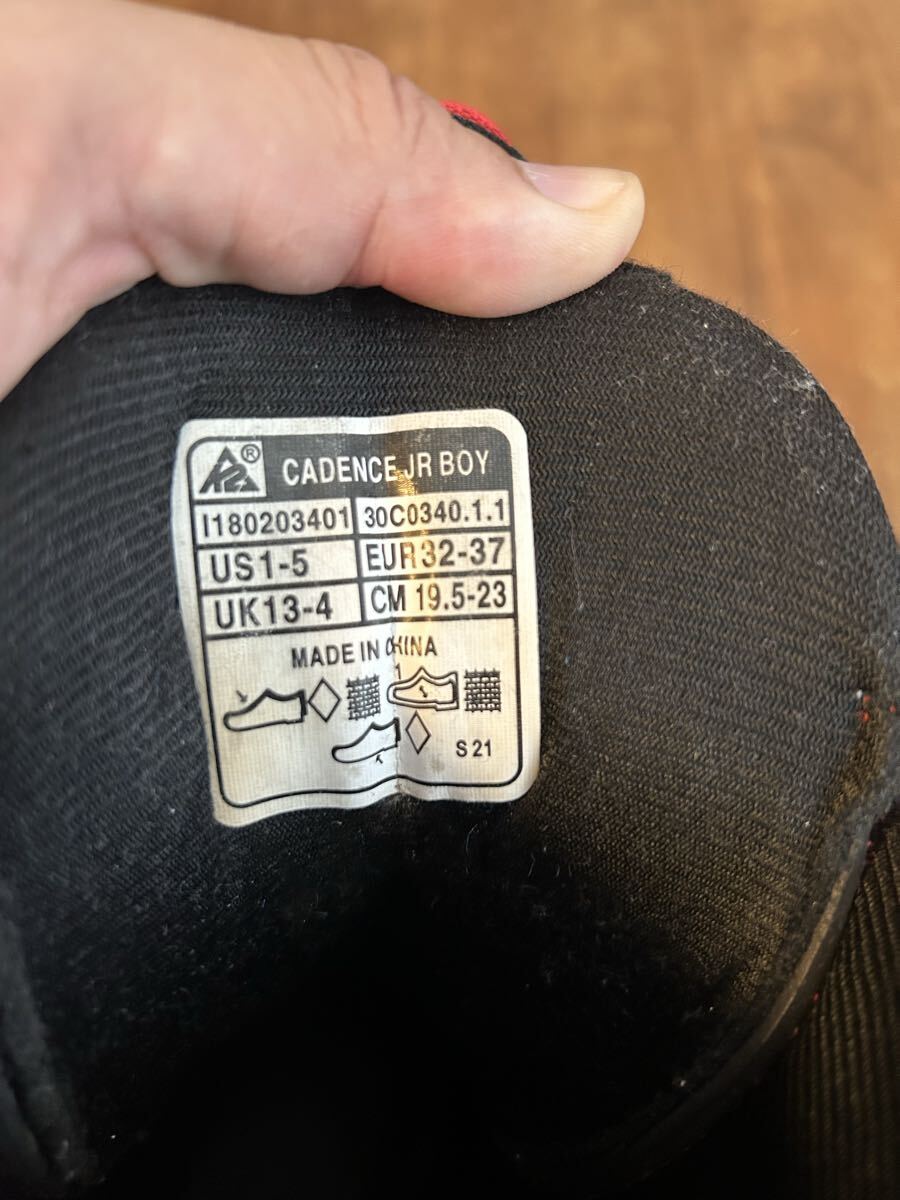 K2 ® CADENCE JR BOY
I180203401 30C0340.1.1
US1-5 EUR32-37
UK13-4 CM 19.5-23
MADE IN CHINA
S 21